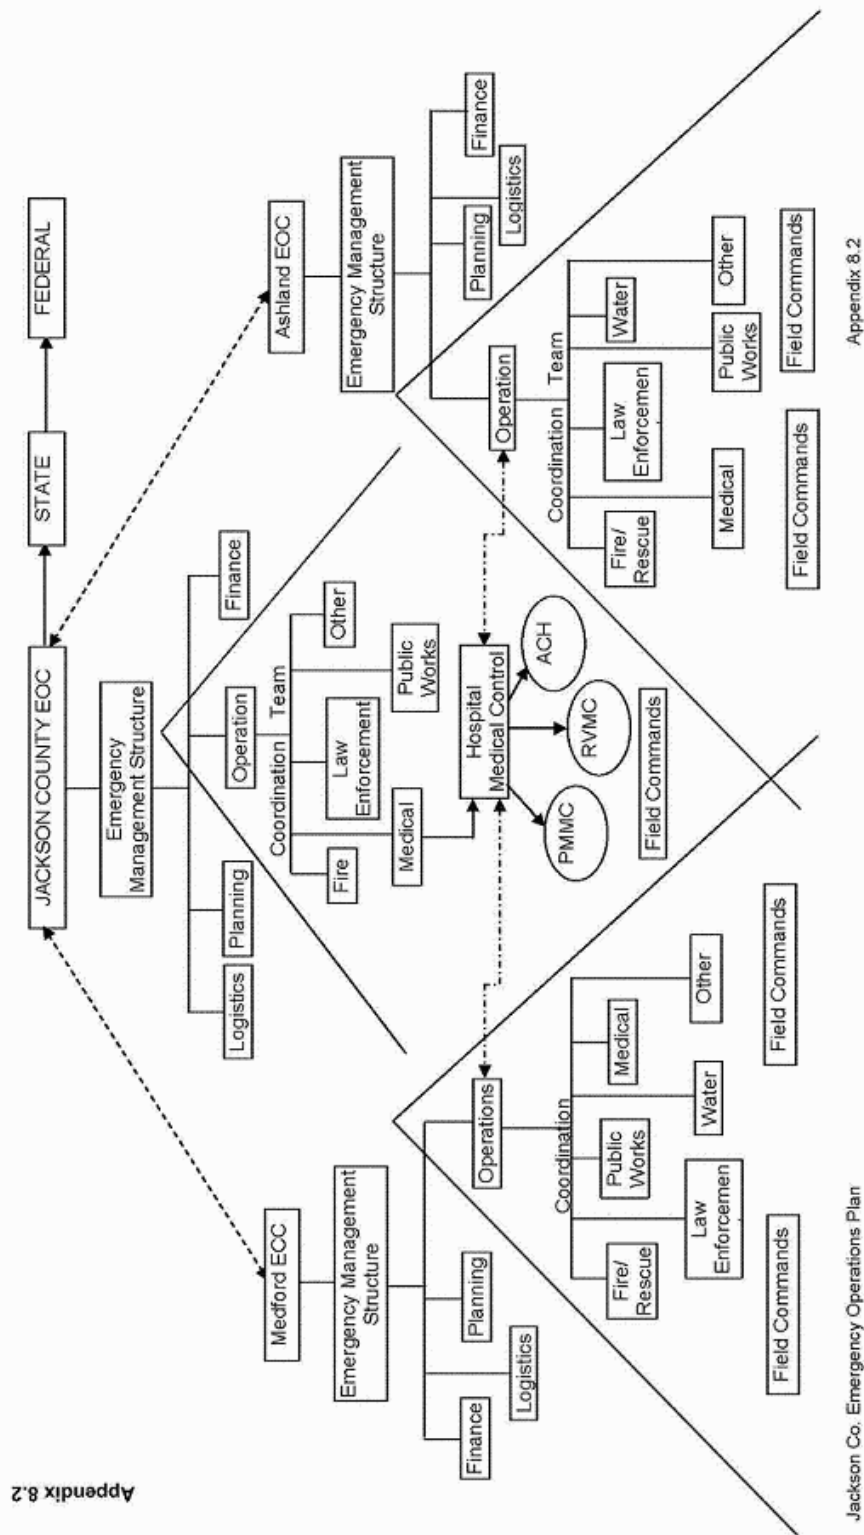 Appendix 8.2
JACKSON COUNTY EOC
STATE
FEDERAL
Emergency
Management Structure
Logistics
Planning
Operation
Finance
Coordination Team
Fire
Law
Enforcement
Other
Medical
Public
Works
Hospital
Medical Control
PMMC
RVMC
ACH
Field Commands
Medford ECC
Emergency Management
Structure
Finance
Planning
Operations
Logistics
Coordination
Fire/
Rescue
Public
Works
Medical
Law
Enforcemen
Water
Other
Field Commands
Field Commands
Ashland EOC
Emergency Management
Structure
Operation
Planning
Finance
Logistics
Coordination Team
Fire/
Rescue
Law
Enforcemen
Water
Medical
Public
Works
Other
Field Commands
Field Commands
Jackson Co. Emergency Operations Plan
Appendix 8.2